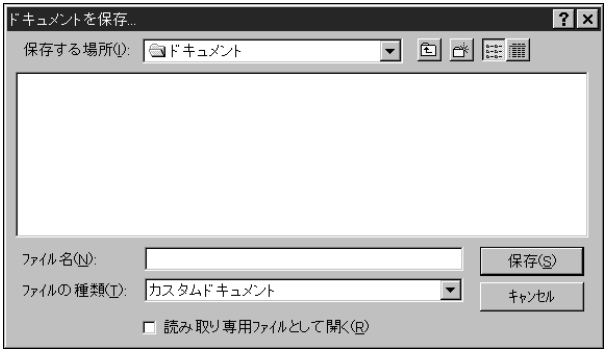 ドキュメントを保存...
保存する場所(I): ドキュメント
ファイル名(N): 保存(S)
ファイルの種類(T): カスタムドキュメント キャンセル
読み取り専用ファイルとして開く(R)